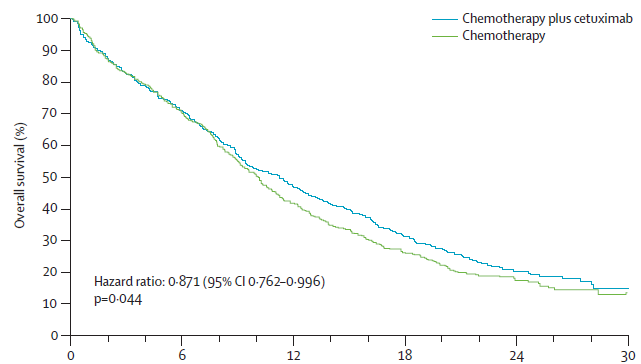 Chemotherapy plus cetuximab
Chemotherapy
Overall survival (%)
100
90
80
70
60
50
40
30
20
10
0
Hazard ratio: 0·871 (95% CI 0·762–0·996)
p=0·044
0 6 12 18 24 30